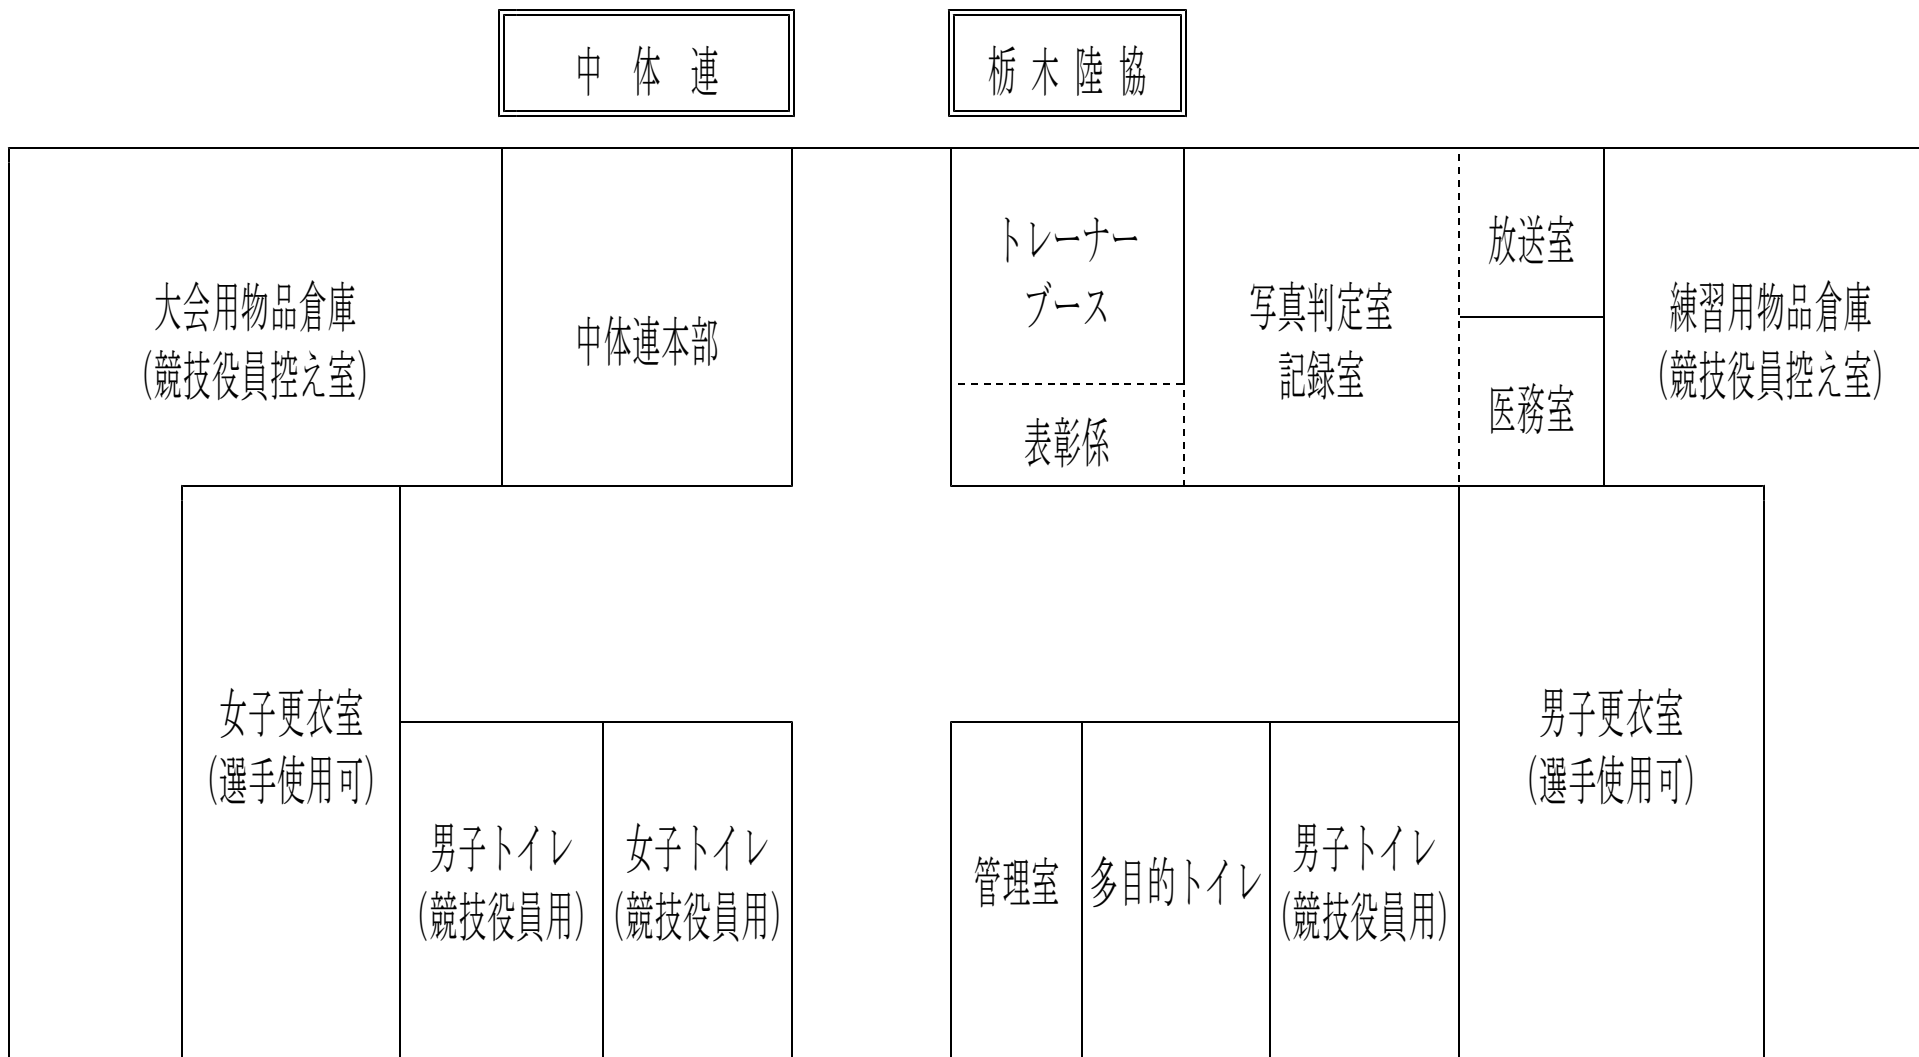 中体連
栃木陸協
大会用物品倉庫
(競技役員控え室)
中体連本部
トレーナー
ブース
表彰係
写真判定室
記録室
放送室
医務室
練習用物品倉庫
(競技役員控え室)
女子更衣室
(選手使用可)
男子トイレ
(競技役員用)
女子トイレ
(競技役員用)
管理室
多目的トイレ
男子トイレ
(競技役員用)
男子更衣室
(選手使用可)